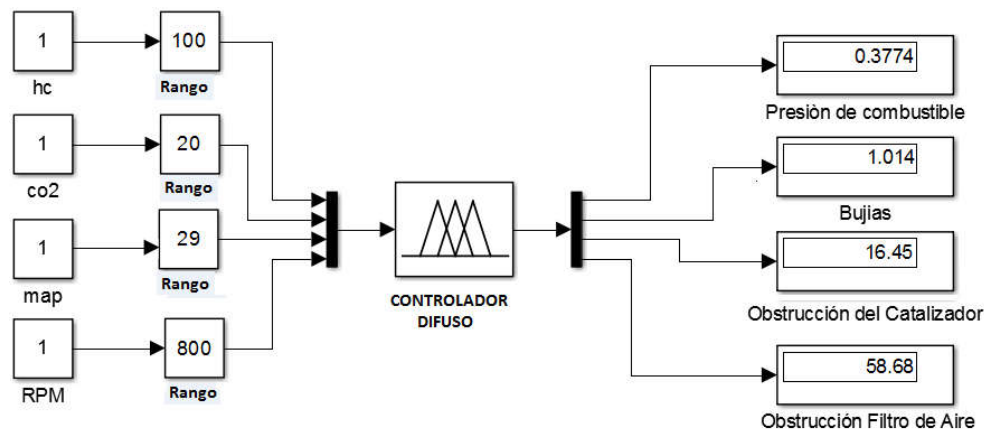 1
hc
100
Rango
1
co2
20
Rango
1
map
29
Rango
1
RPM
800
Rango
CONTROLADOR
DIFUSO
0.3774
Presiòn de combustible
1.014
Bujias
16.45
Obstrucción del Catalizador
58.68
Obstrucción Filtro de Aire